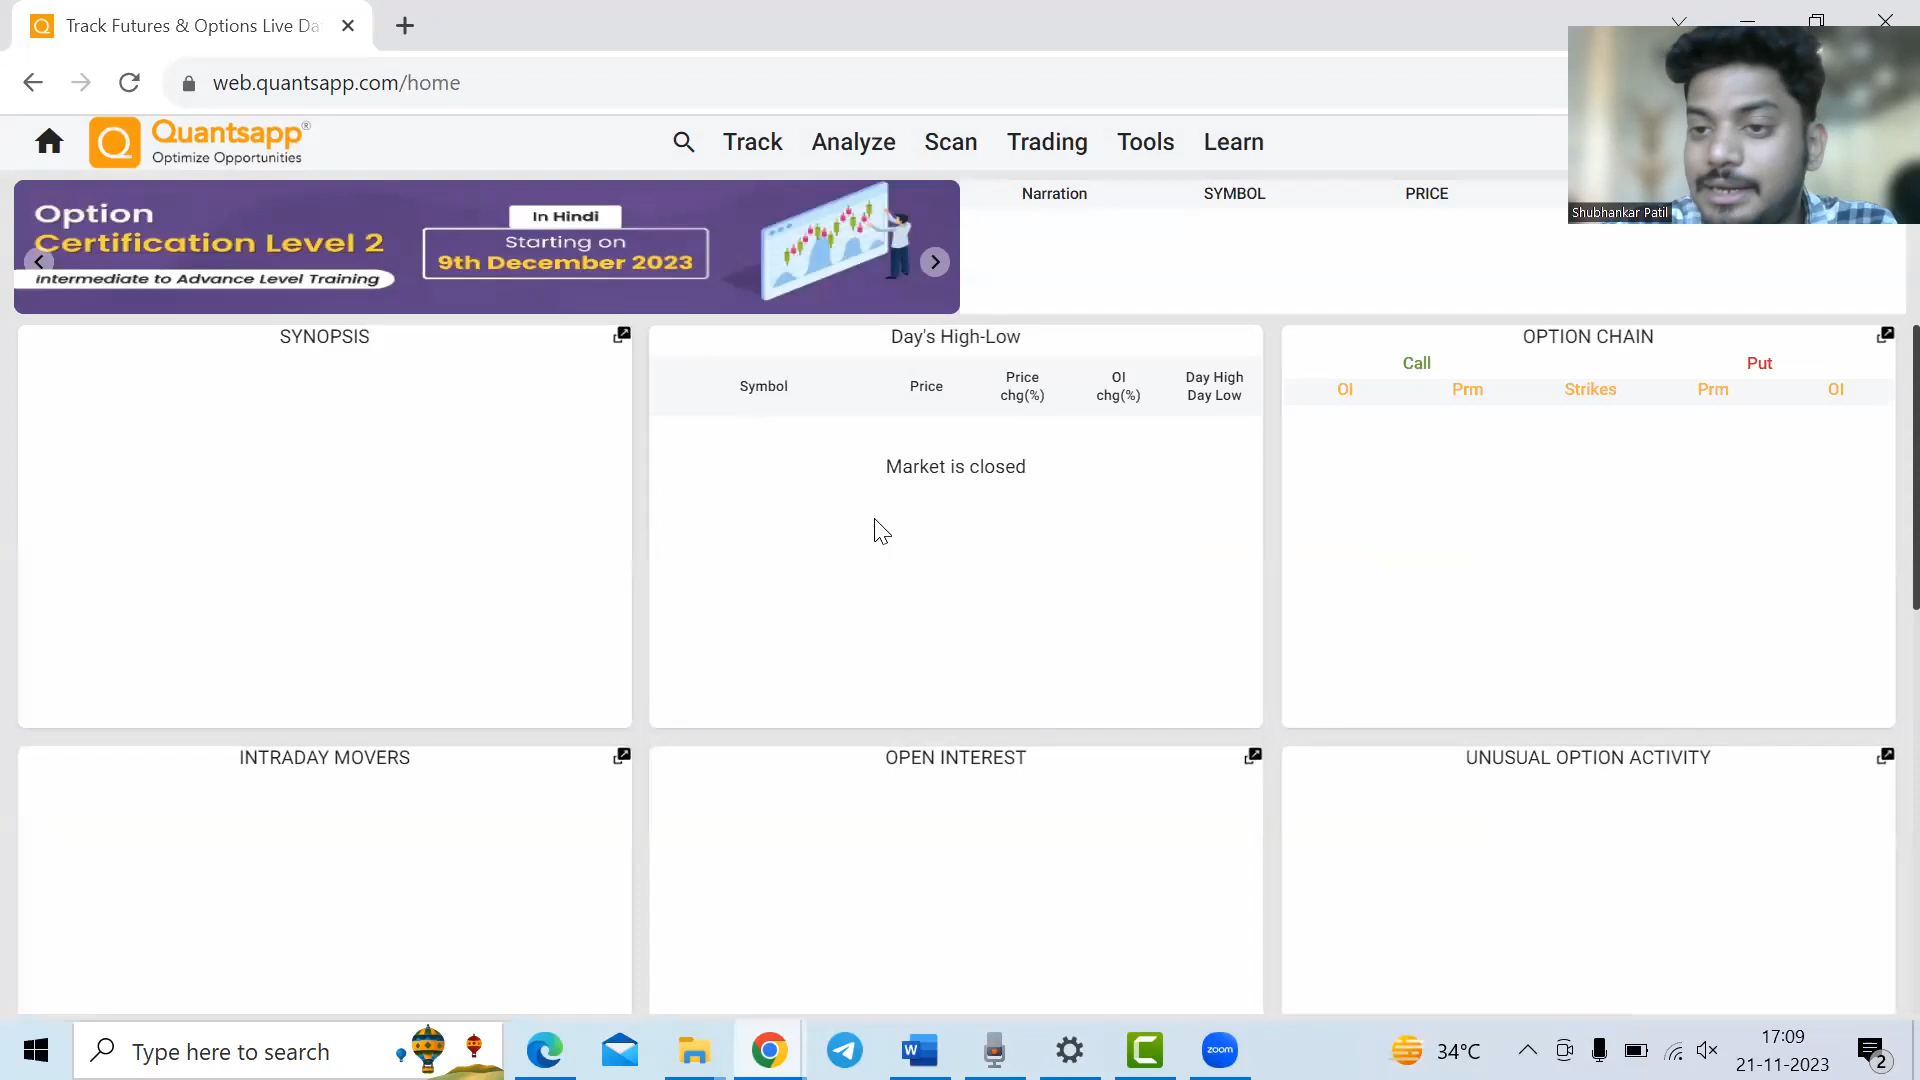 Track Futures & Options Live Da
web.quantsapp.com/home
Quantsapp®
Optimize Opportunities
Track
Analyze
Scan
Trading
Tools
Learn
Option
Certification Level 2
Intermediate to Advance Level Training
In Hindi
Starting on
9th December 2023
Narration
SYMBOL
PRICE
Shubhankar Patil
SYNOPSIS
Day's High-Low
Symbol
Price
Price
chg(%)
OI
chg(%)
Day High
Day Low
Market is closed
OPTION CHAIN
Call
Put
OI
Prm
Strikes
Prm
OI
INTRADAY MOVERS
OPEN INTEREST
UNUSUAL OPTION ACTIVITY
Type here to search
zoom
34°C
17:09
21-11-2023
2